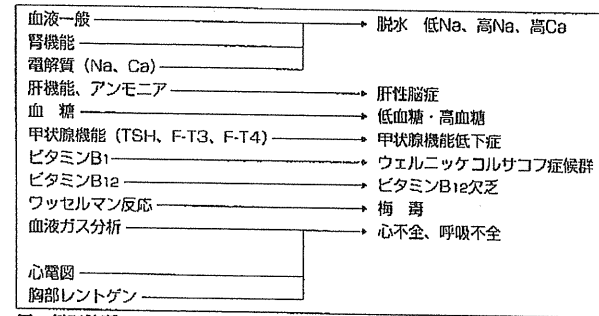 血液一般 → 脱水 低Na、高Na、高Ca
腎機能
電解質（Na、Ca）
肝機能、アンモニア → 肝性脳症
血 糖 → 低血糖・高血糖
甲状腺機能（TSH、F-T3、F-T4） → 甲状腺機能低下症
ビタミンB1 → ウェルニッケコルサコフ症候群
ビタミンB12 → ビタミンB12欠乏
ワッセルマン反応 → 梅 毒
血液ガス分析 → 心不全、呼吸不全
心電図
胸部レントゲン